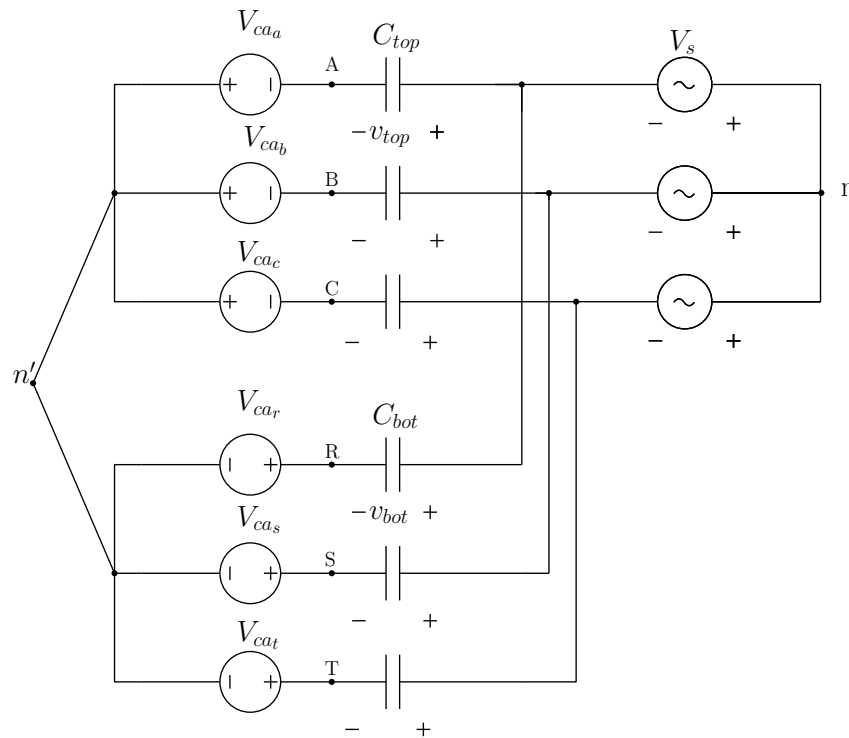 V_{ca_a}
C_{top}
V_s
A
+ −
− v_{top} +
− +
V_{ca_b}
B
+ −
n
− +
− +
V_{ca_c}
C
+ −
− +
− +
n′
V_{ca_r}
C_{bot}
R
− +
− v_{bot} +
V_{ca_s}
S
− +
− +
V_{ca_t}
T
− +
− +